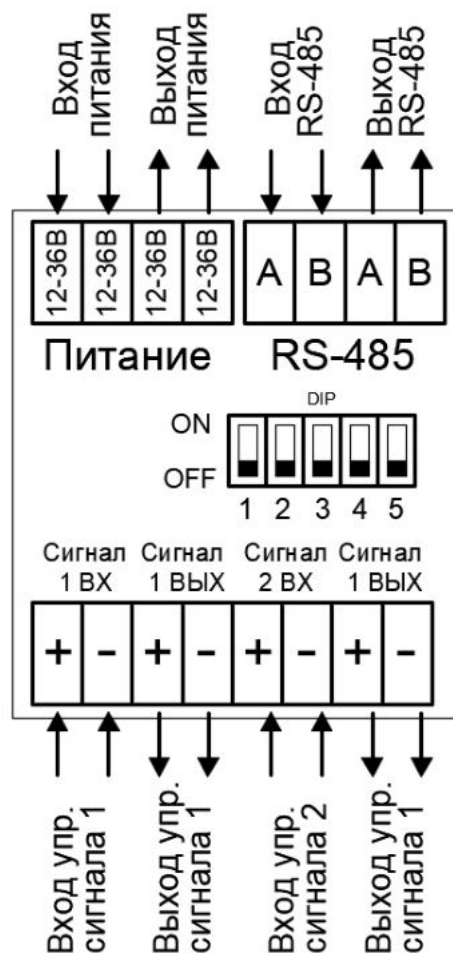 Вход
питания
Выход
питания
Вход
RS-485
Выход
RS-485
12-36В
12-36В
12-36В
12-36В
A
B
A
B
Питание
RS-485
DIP
ON
OFF
1 2 3 4 5
Сигнал
1 ВХ
Сигнал
1 ВЫХ
Сигнал
2 ВХ
Сигнал
1 ВЫХ
+ - + - + - + -
Вход упр.
сигнала 1
Выход упр.
сигнала 1
Вход упр.
сигнала 2
Выход упр.
сигнала 1